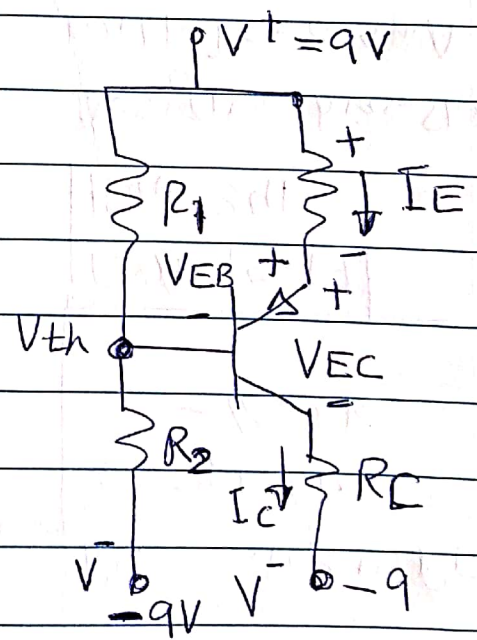 V⁺ = 9V
+
R1
IE
-
VEB
+
+
-
Vth
VEC
-
R2
IC
RC
V⁻
V⁻
-9
-9V